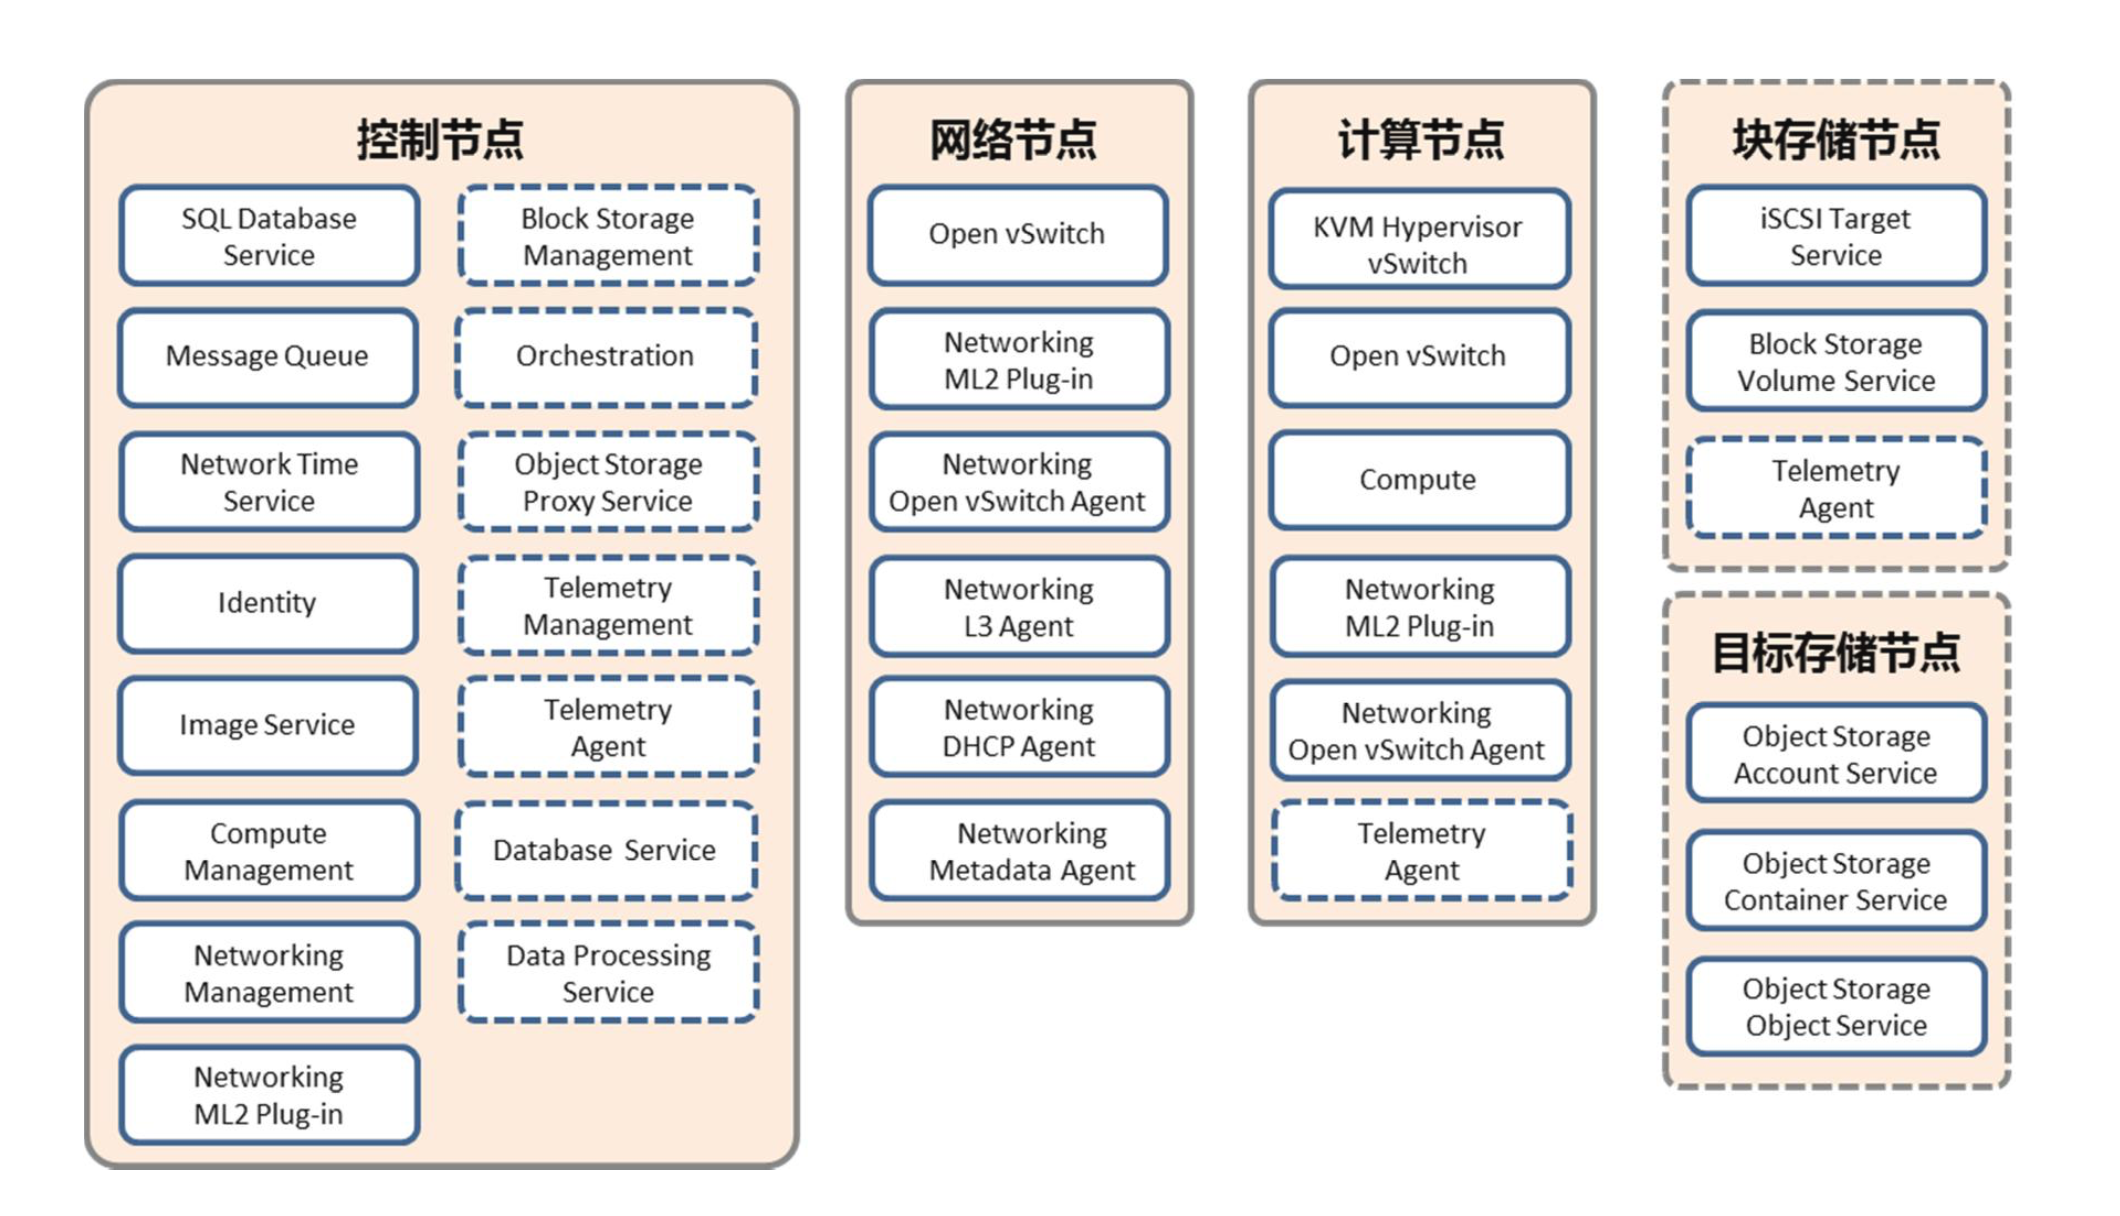 控制节点
SQL Database
Service
Message Queue
Network Time
Service
Identity
Image Service
Compute
Management
Networking
Management
Networking
ML2 Plug-in
Block Storage
Management
Orchestration
Object Storage
Proxy Service
Telemetry
Management
Telemetry
Agent
Database Service
Data Processing
Service
网络节点
Open vSwitch
Networking
ML2 Plug-in
Networking
Open vSwitch Agent
Networking
L3 Agent
Networking
DHCP Agent
Networking
Metadata Agent
计算节点
KVM Hypervisor
vSwitch
Open vSwitch
Compute
Networking
ML2 Plug-in
Networking
Open vSwitch Agent
Telemetry
Agent
块存储节点
iSCSI Target
Service
Block Storage
Volume Service
Telemetry
Agent
目标存储节点
Object Storage
Account Service
Object Storage
Container Service
Object Storage
Object Service